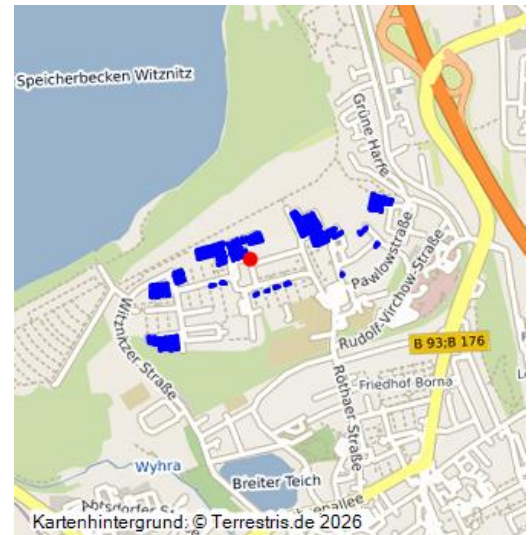 Speicherbecken Witznitz
Grüne Harfe
Pawlowstraße
Rudolf-Virchow-Straße
Witznitzer Straße
B 93;B 176
Friedhof Borna
Röthaer Straße
Wyhra
Breiter Teich
Abtsdorfer
Kartenhintergrund: © Terrestris.de 2026